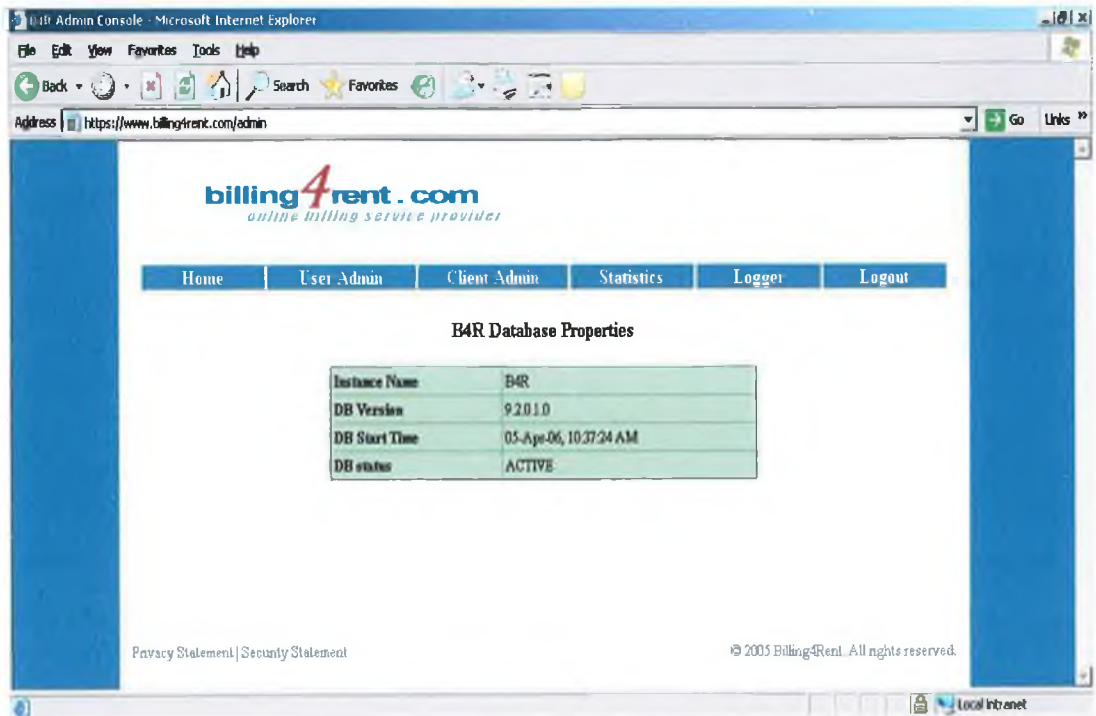 B4R Admin Console - Microsoft Internet Explorer
File Edit View Favorites Tools Help
Back Search Favorites
Address https://www.billing4rent.com/admin Go Links »
billing4rent.com
online billing service provider
Home User Admin Client Admin Statistics Logger Logout
B4R Database Properties
Instance Name B4R
DB Version 9.2.0.1.0
DB Start Time 05-Apr-06, 10:37:24 AM
DB status ACTIVE
Privacy Statement | Security Statement © 2005 Billing4Rent. All rights reserved.
Local intranet